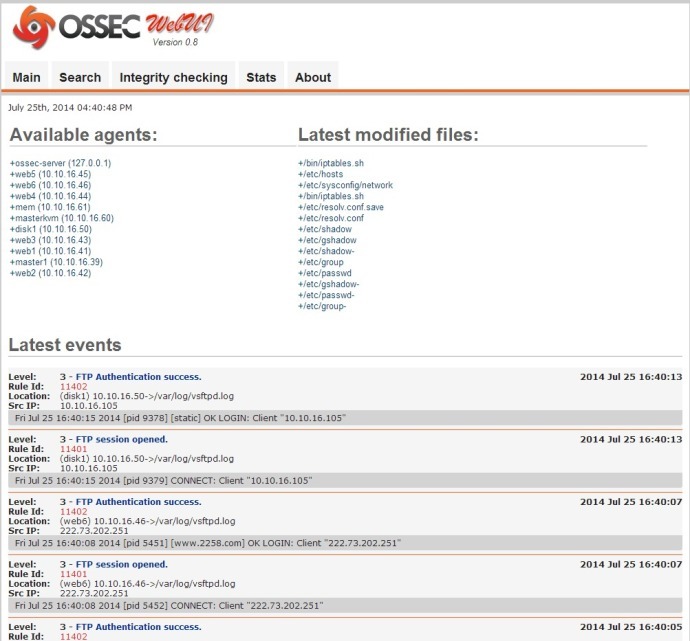 OSSEC WebUI
Version 0.8
Main Search Integrity checking Stats About
July 25th, 2014 04:40:48 PM
Available agents:
+ossec-server (127.0.0.1)
+web5 (10.10.16.45)
+web6 (10.10.16.46)
+web4 (10.10.16.44)
+mem (10.10.16.61)
+masterkvm (10.10.16.60)
+disk1 (10.10.16.50)
+web3 (10.10.16.43)
+web1 (10.10.16.41)
+master1 (10.10.16.39)
+web2 (10.10.16.42)
Latest modified files:
+/bin/iptables.sh
+/etc/hosts
+/etc/sysconfig/network
+/bin/iptables.sh
+/etc/resolv.conf.save
+/etc/resolv.conf
+/etc/shadow
+/etc/gshadow
+/etc/shadow-
+/etc/group
+/etc/passwd
+/etc/gshadow-
+/etc/passwd-
+/etc/group-
Latest events
Level: 3 - FTP Authentication success. 2014 Jul 25 16:40:13
Rule Id: 11402
Location: (disk1) 10.10.16.50->/var/log/vsftpd.log
Src IP: 10.10.16.105
Fri Jul 25 16:40:15 2014 [pid 9378] [static] OK LOGIN: Client "10.10.16.105"
Level: 3 - FTP session opened. 2014 Jul 25 16:40:13
Rule Id: 11401
Location: (disk1) 10.10.16.50->/var/log/vsftpd.log
Src IP: 10.10.16.105
Fri Jul 25 16:40:15 2014 [pid 9379] CONNECT: Client "10.10.16.105"
Level: 3 - FTP Authentication success. 2014 Jul 25 16:40:07
Rule Id: 11402
Location: (web6) 10.10.16.46->/var/log/vsftpd.log
Src IP: 222.73.202.251
Fri Jul 25 16:40:08 2014 [pid 5451] [www.2258.com] OK LOGIN: Client "222.73.202.251"
Level: 3 - FTP session opened. 2014 Jul 25 16:40:07
Rule Id: 11401
Location: (web6) 10.10.16.46->/var/log/vsftpd.log
Src IP: 222.73.202.251
Fri Jul 25 16:40:08 2014 [pid 5452] CONNECT: Client "222.73.202.251"
Level: 3 - FTP Authentication success. 2014 Jul 25 16:40:05
Rule Id: 11402